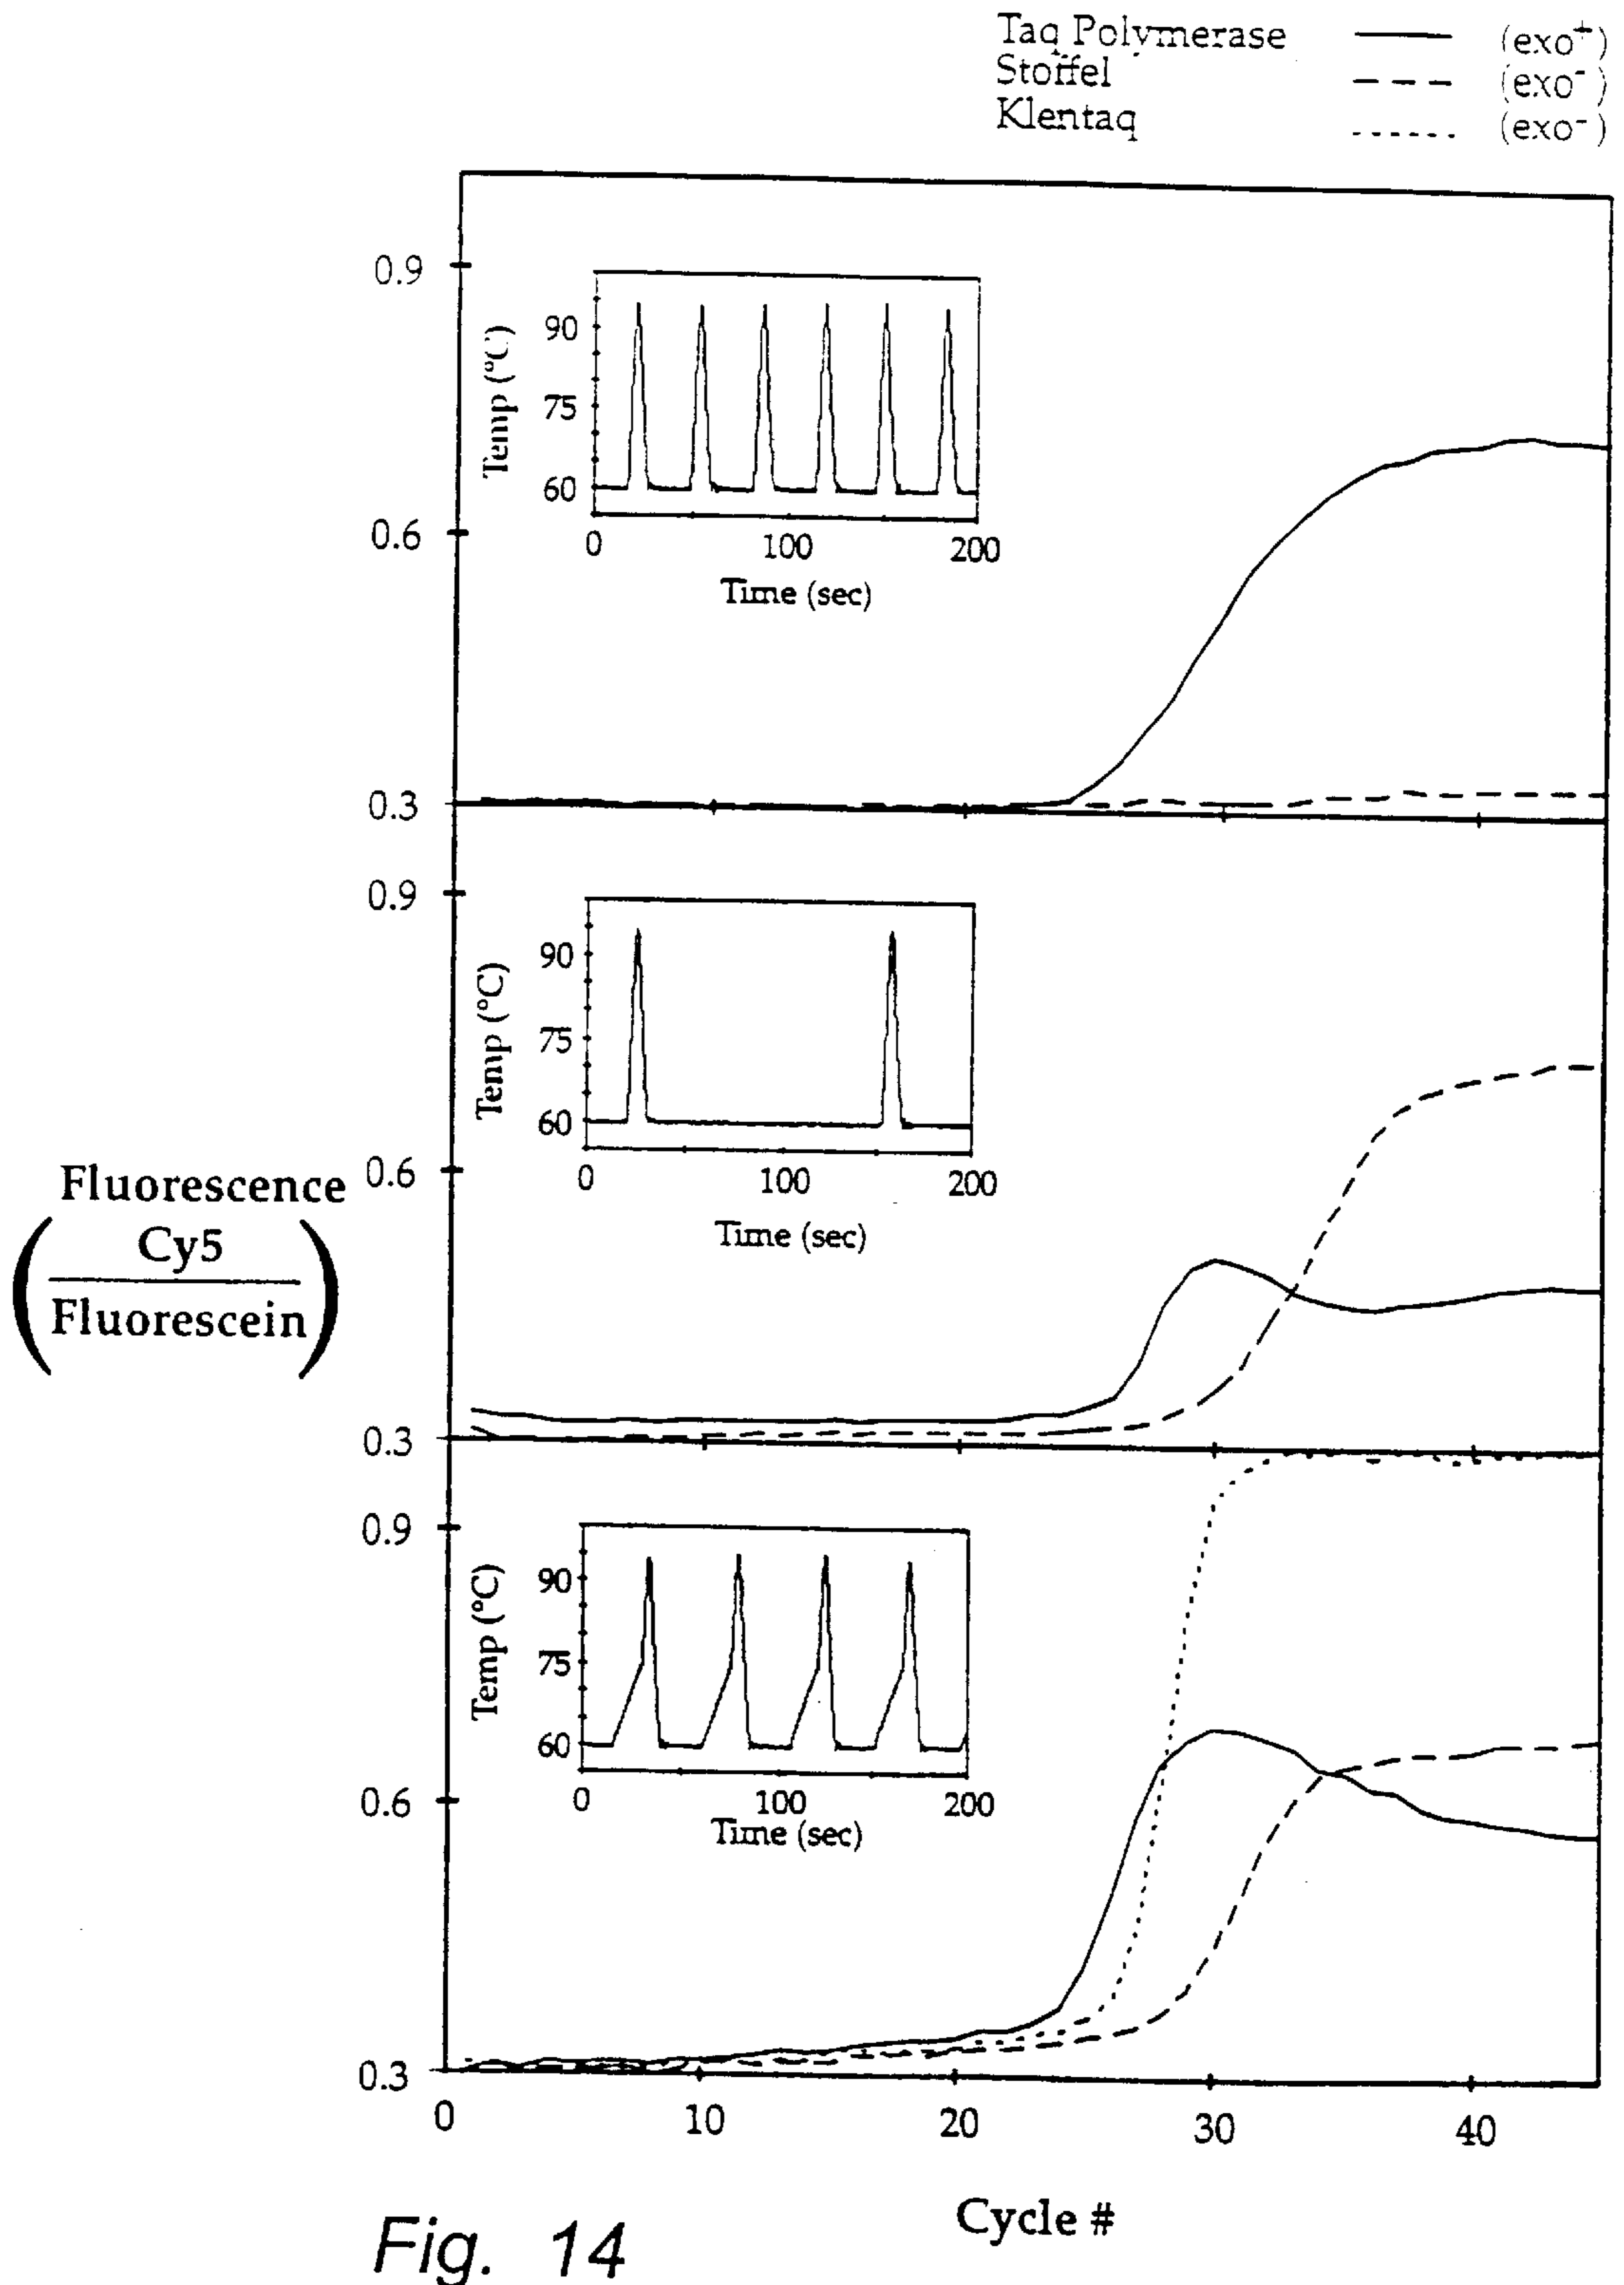 Taq Polymerase (exo⁺)
Stoffel (exo⁻)
Klentaq (exo⁻)
0.9
0.6
0.3
Temp (°C)
90
75
60
0 100 200
Time (sec)
0.9
0.6
0.3
Temp (°C)
90
75
60
0 100 200
Time (sec)
Fluorescence
Cy5
Fluorescein
0.9
0.6
0.3
Temp (°C)
90
75
60
0 100 200
Time (sec)
0 10 20 30 40
Cycle #
Fig. 14